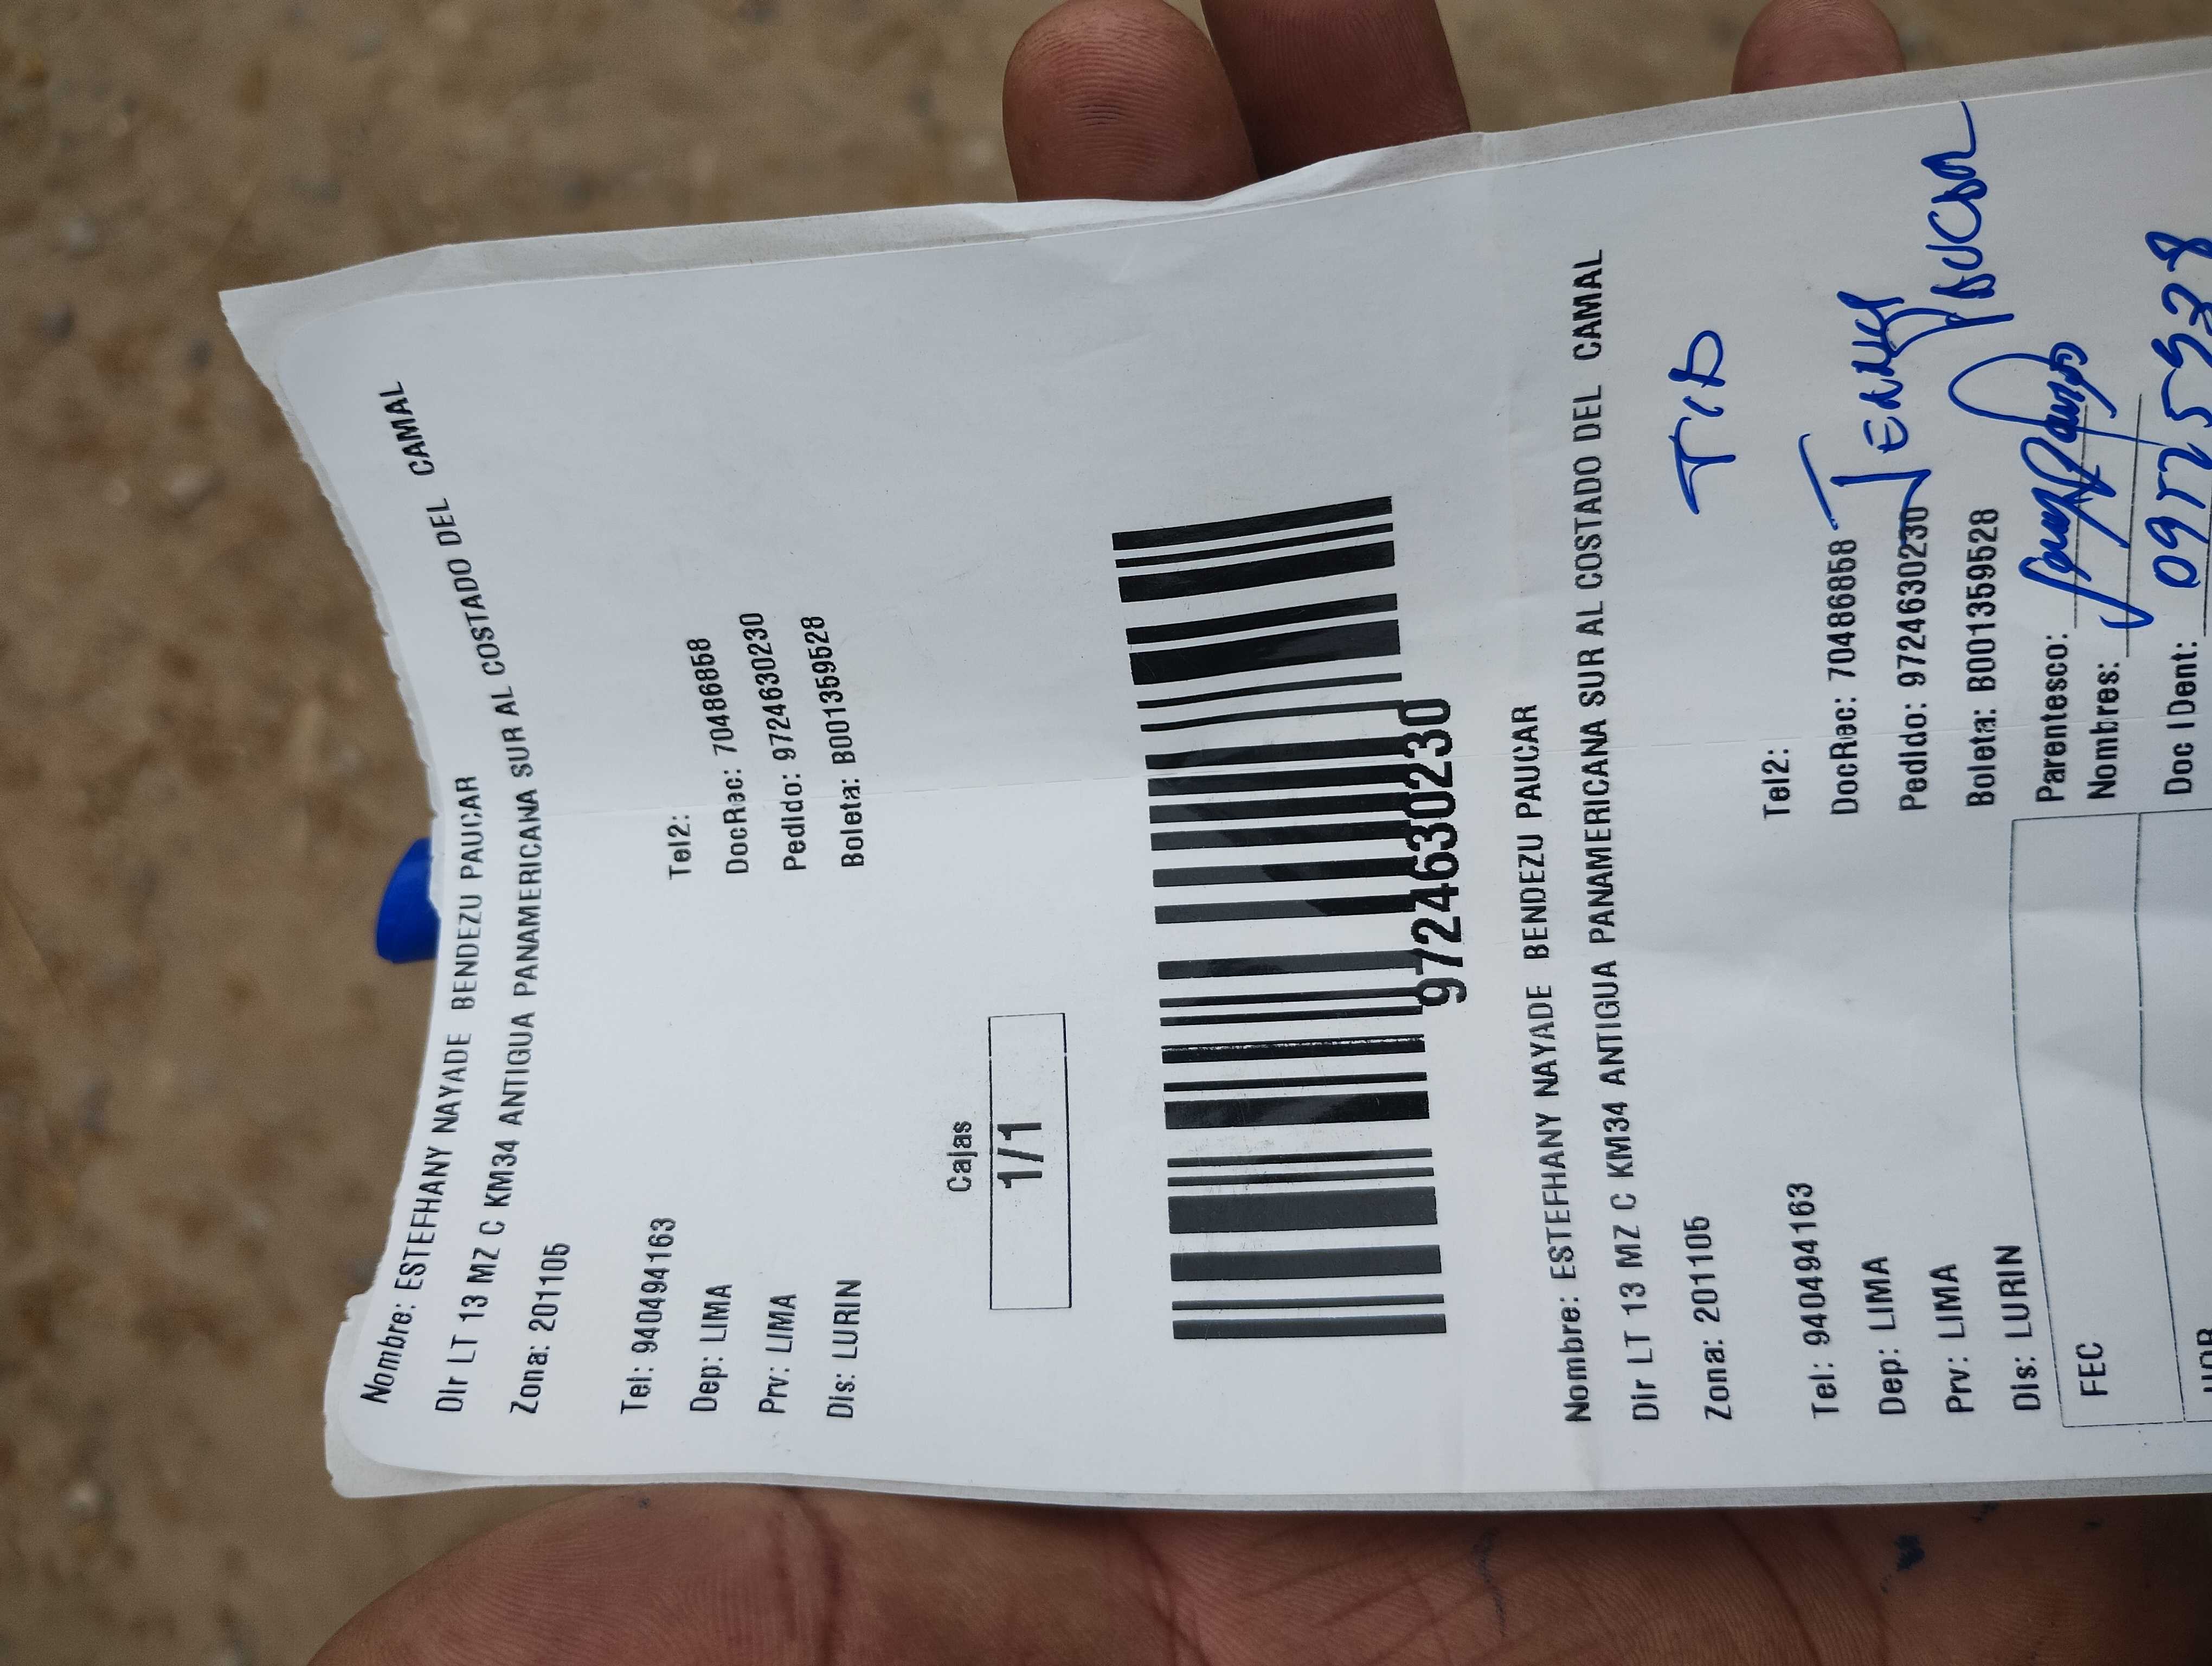 Nombre: ESTEFHANY NAYADE BENDEZU PAUCAR
Dir LT 13 MZ C KM34 ANTIGUA PANAMERICANA SUR AL COSTADO DEL CAMAL
Zona: 201105
Tel: 940494163 Tel2:
Dep: LIMA DocRec: 70486858
Prv: LIMA Pedido: 9724630230
Dis: LURIN Boleta: B001359528
Cajas
1/1
9724630230
Nombre: ESTEFHANY NAYADE BENDEZU PAUCAR
Dir LT 13 MZ C KM34 ANTIGUA PANAMERICANA SUR AL COSTADO DEL CAMAL
Zona: 201105
Tel: 940494163 Tel2:
Dep: LIMA DocRec: 70486858
Prv: LIMA Pedido: 9724630230
Dis: LURIN Boleta: B001359528
FEC Parentesco:
Nombres:
Doc IDent: